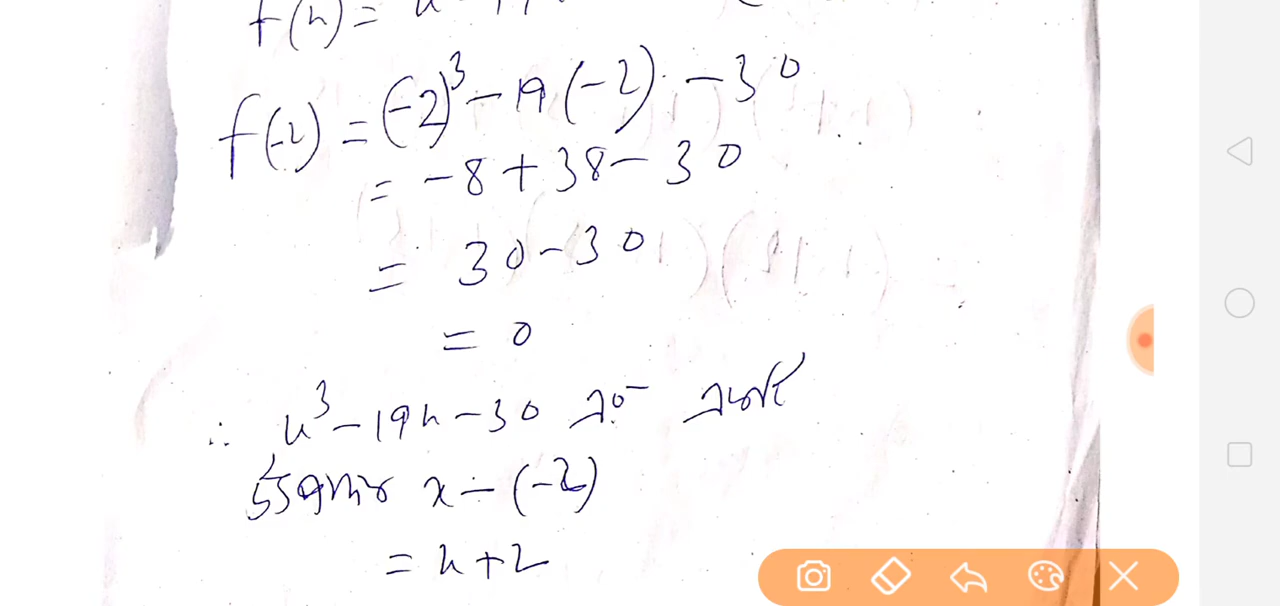 f(x) =
f(-2) = (-2)³ - 19(-2) - 30
= -8 + 38 - 30
= 30 - 30
= 0
∴ x³ - 19x - 30 এর একটি
উৎপাদক x - (-2)
= x + 2